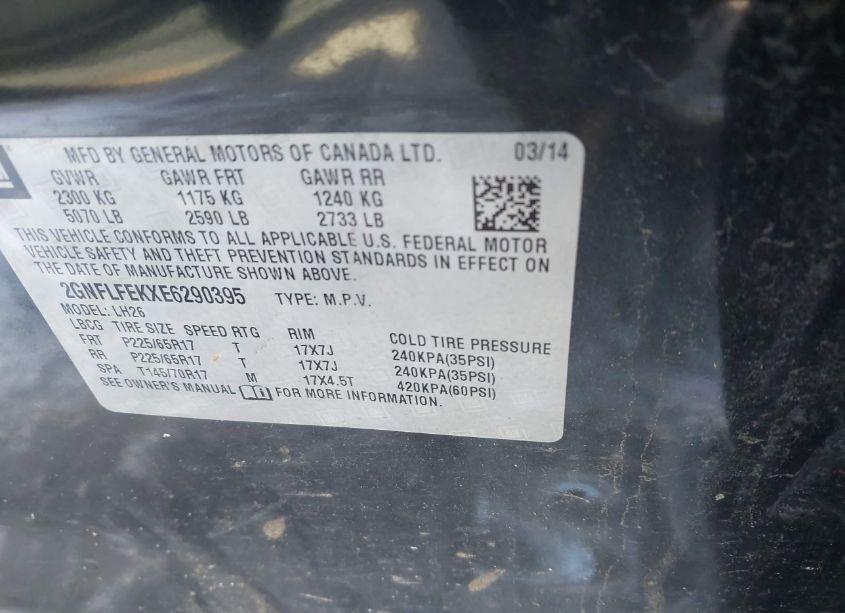 MFD BY GENERAL MOTORS OF CANADA LTD. 03/14
GVWR GAWR FRT GAWR RR
2300 KG 1175 KG 1240 KG
5070 LB 2590 LB 2733 LB
THIS VEHICLE CONFORMS TO ALL APPLICABLE U.S. FEDERAL MOTOR
VEHICLE SAFETY AND THEFT PREVENTION STANDARDS IN EFFECT ON
THE DATE OF MANUFACTURE SHOWN ABOVE.
2GNFLFEKXE6290395 TYPE: M.P.V.
MODEL: LH26
LBCG TIRE SIZE SPEED RTG RIM COLD TIRE PRESSURE
FRT P225/65R17 T 17X7J 240KPA(35PSI)
RR P225/65R17 T 17X7J 240KPA(35PSI)
SPA T145/70R17 M 17X4.5T 420KPA(60PSI)
SEE OWNER'S MANUAL FOR MORE INFORMATION.